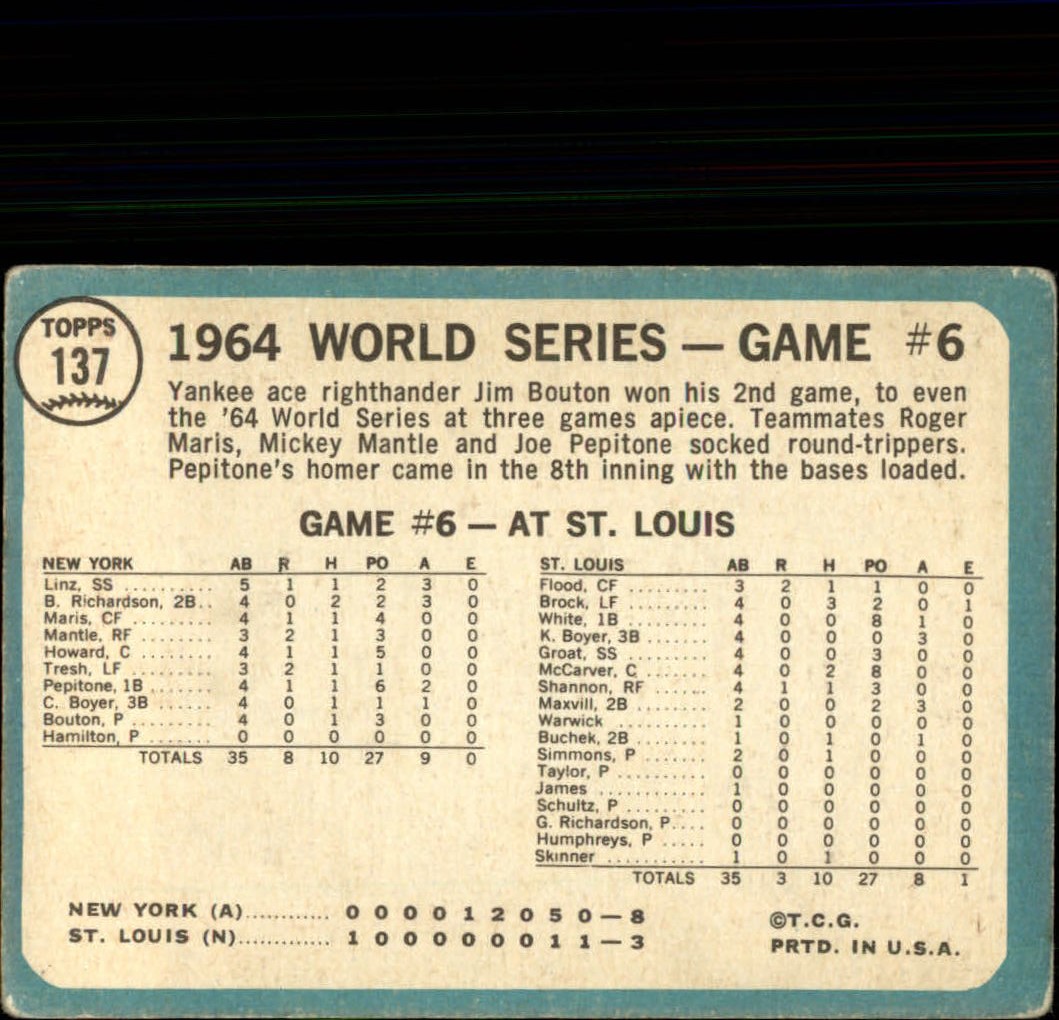 TOPPS
137
1964 WORLD SERIES — GAME #6
Yankee ace righthander Jim Bouton won his 2nd game, to even
the '64 World Series at three games apiece. Teammates Roger
Maris, Mickey Mantle and Joe Pepitone socked round-trippers.
Pepitone's homer came in the 8th inning with the bases loaded.
GAME #6 — AT ST. LOUIS
NEW YORK AB R H PO A E
Linz, SS .......... 5 1 1 2 3 0
B. Richardson, 2B.. 4 0 2 2 3 0
Maris, CF ......... 4 1 1 4 0 0
Mantle, RF ........ 3 2 1 3 0 0
Howard, C ........ 4 1 1 5 0 0
Tresh, LF ......... 3 2 1 1 0 0
Pepitone, 1B ....... 4 1 1 6 2 0
C. Boyer, 3B ...... 4 0 1 1 1 0
Bouton, P ......... 4 0 1 3 0 0
Hamilton, P ....... 0 0 0 0 0 0
TOTALS 35 8 10 27 9 0
ST. LOUIS AB R H PO A E
Flood, CF ......... 3 2 1 1 0 0
Brock, LF ......... 4 0 3 2 0 1
White, 1B ......... 4 0 0 8 1 0
K. Boyer, 3B ....... 4 0 0 0 3 0
Groat, SS ......... 4 0 0 3 0 0
McCarver, C ....... 4 0 2 8 0 0
Shannon, RF ...... 4 1 1 3 0 0
Maxvill, 2B ........ 2 0 0 2 3 0
Warwick .......... 1 0 0 0 0 0
Buchek, 2B ........ 1 0 1 0 1 0
Simmons, P ....... 2 0 1 0 0 0
Taylor, P .......... 0 0 0 0 0 0
James ............ 1 0 0 0 0 0
Schultz, P ......... 0 0 0 0 0 0
G. Richardson, P.... 0 0 0 0 0 0
Humphreys, P ..... 0 0 0 0 0 0
Skinner ........... 1 0 1 0 0 0
TOTALS 35 3 10 27 8 1
NEW YORK (A)............ 0 0 0 0 1 2 0 5 0 — 8
ST. LOUIS (N)............. 1 0 0 0 0 0 0 1 1 — 3
©T.C.G.
PRTD. IN U.S.A.